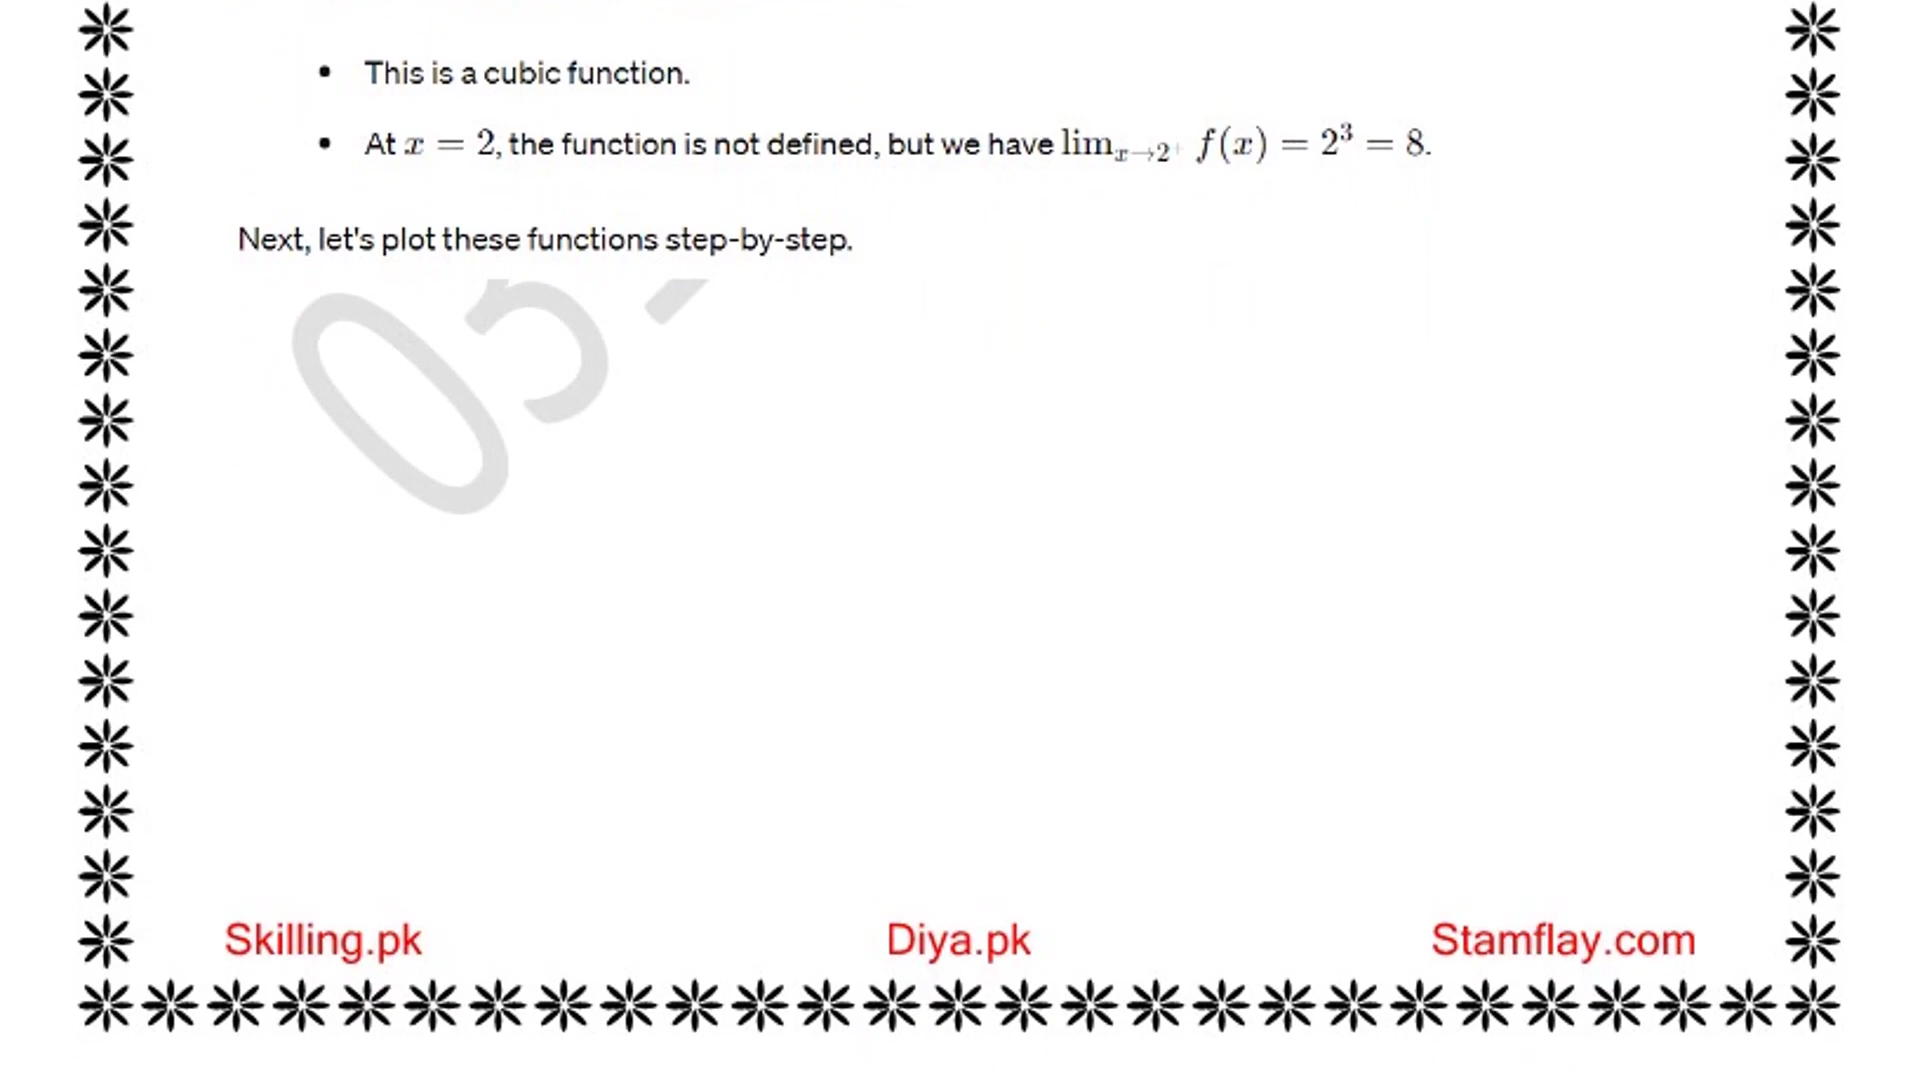 • This is a cubic function.
• At x = 2, the function is not defined, but we have lim_{x→2⁺} f(x) = 2³ = 8.
Next, let's plot these functions step-by-step.
Skilling.pk Diya.pk Stamflay.com